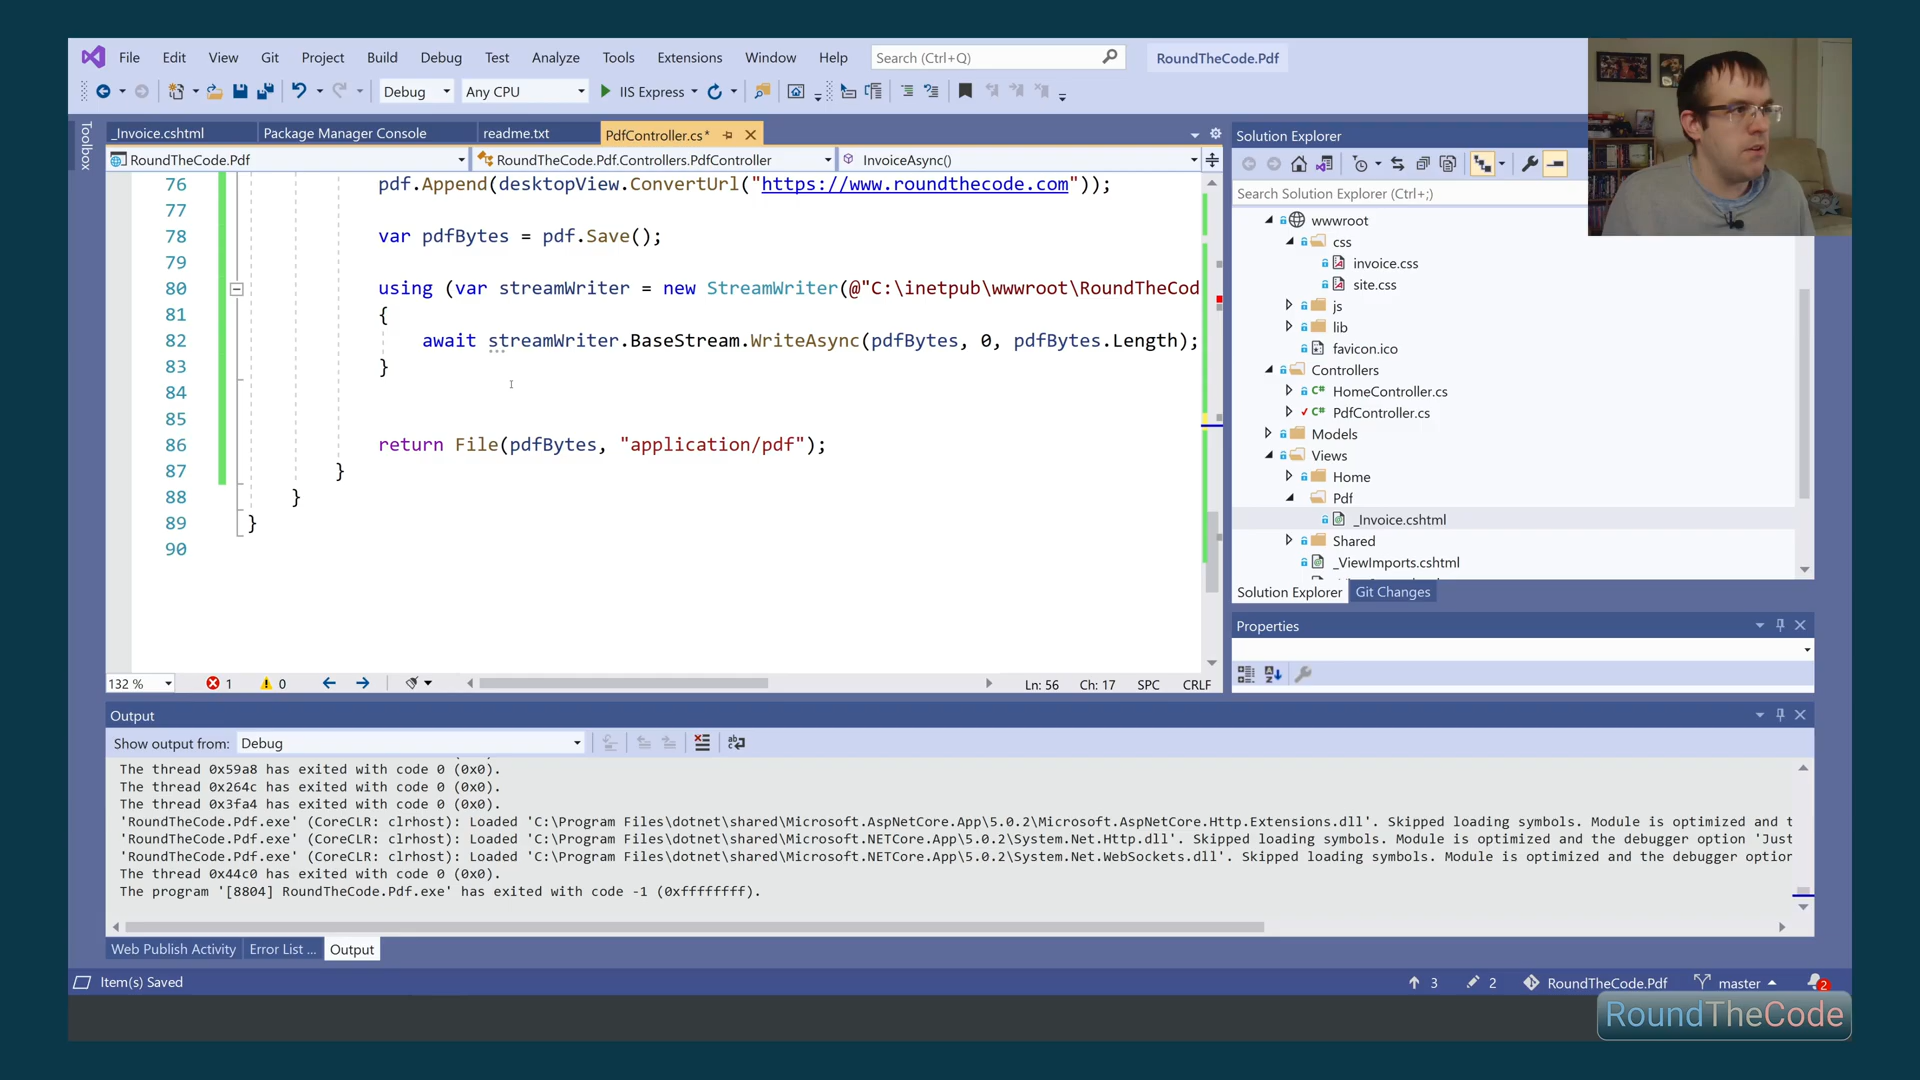 File Edit View Git Project Build Debug Test Analyze Tools Extensions Window Help Search (Ctrl+Q) RoundTheCode.Pdf
Debug Any CPU IIS Express
Toolbox
_Invoice.cshtml Package Manager Console readme.txt PdfController.cs*
RoundTheCode.Pdf RoundTheCode.Pdf.Controllers.PdfController InvoiceAsync()
76 pdf.Append(desktopView.ConvertUrl("https://www.roundthecode.com"));
77
78 var pdfBytes = pdf.Save();
79
80 using (var streamWriter = new StreamWriter(@"C:\inetpub\wwwroot\RoundTheCod
81 {
82 await streamWriter.BaseStream.WriteAsync(pdfBytes, 0, pdfBytes.Length);
83 }
84
85
86 return File(pdfBytes, "application/pdf");
87 }
88 }
89 }
90
132 % 1 0 Ln: 56 Ch: 17 SPC CRLF
Solution Explorer
Search Solution Explorer (Ctrl+;)
wwwroot
css
invoice.css
site.css
js
lib
favicon.ico
Controllers
HomeController.cs
PdfController.cs
Models
Views
Home
Pdf
_Invoice.cshtml
Shared
_ViewImports.cshtml
Solution Explorer Git Changes
Properties
Output
Show output from: Debug
The thread 0x59a8 has exited with code 0 (0x0).
The thread 0x264c has exited with code 0 (0x0).
The thread 0x3fa4 has exited with code 0 (0x0).
'RoundTheCode.Pdf.exe' (CoreCLR: clrhost): Loaded 'C:\Program Files\dotnet\shared\Microsoft.AspNetCore.App\5.0.2\Microsoft.AspNetCore.Http.Extensions.dll'. Skipped loading symbols. Module is optimized and t
'RoundTheCode.Pdf.exe' (CoreCLR: clrhost): Loaded 'C:\Program Files\dotnet\shared\Microsoft.NETCore.App\5.0.2\System.Net.Http.dll'. Skipped loading symbols. Module is optimized and the debugger option 'Just
'RoundTheCode.Pdf.exe' (CoreCLR: clrhost): Loaded 'C:\Program Files\dotnet\shared\Microsoft.NETCore.App\5.0.2\System.Net.WebSockets.dll'. Skipped loading symbols. Module is optimized and the debugger option
The thread 0x44c0 has exited with code 0 (0x0).
The program '[8804] RoundTheCode.Pdf.exe' has exited with code -1 (0xffffffff).
Web Publish Activity Error List ... Output
Item(s) Saved 3 2 RoundTheCode.Pdf master 2
RoundTheCode